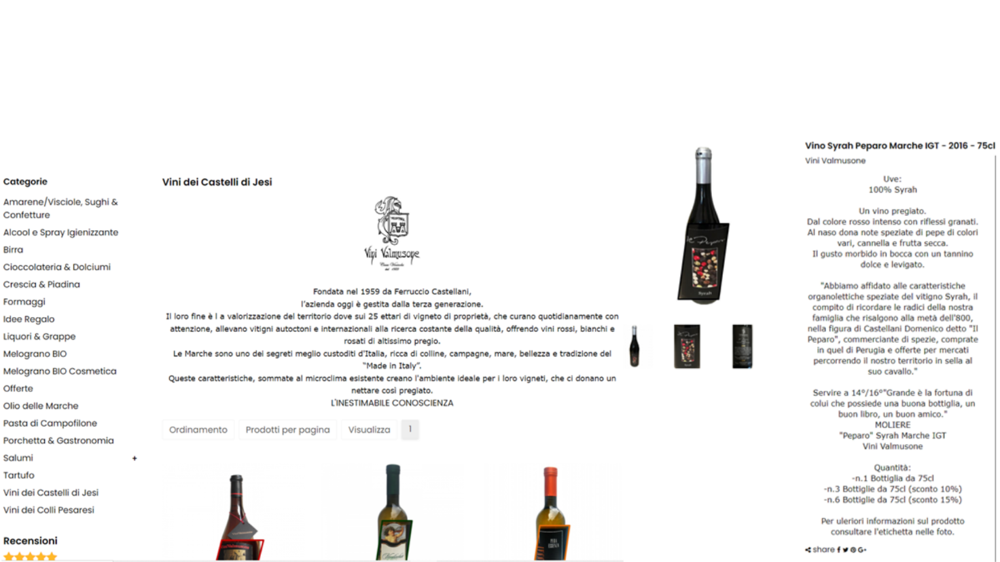 Categorie
Amarene/Visciole, Sughi &
Confetture
Alcool e Spray Igienizzante
Birra
Cioccolateria & Dolciumi
Crescia & Piadina
Formaggi
Idee Regalo
Liquori & Grappe
Melograno BIO
Melograno BIO Cosmetica
Offerte
Olio delle Marche
Pasta di Campofilone
Porchetta & Gastronomia
Salumi +
Tartufo
Vini dei Castelli di Jesi
Vini dei Colli Pesaresi
Recensioni
Vini dei Castelli di Jesi
Vini Valmusone
Fondata nel 1959 da Ferruccio Castellani,
l'azienda oggi è gestita dalla terza generazione.
Il loro fine è l a valorizzazione del territorio dove sui 25 ettari di vigneto di proprietà, che curano quotidianamente con
attenzione, allevano vitigni autoctoni e internazionali alla ricerca costante della qualità, offrendo vini rossi, bianchi e
rosati di altissimo pregio.
Le Marche sono uno dei segreti meglio custoditi d'Italia, ricca di colline, campagne, mare, bellezza e tradizione del
"Made in Italy".
Queste caratteristiche, sommate al microclima esistente creano l'ambiente ideale per i loro vigneti, che ci donano un
nettare così pregiato.
L'INESTIMABILE CONOSCIENZA
Ordinamento
Prodotti per pagina
Visualizza
1
Syrah
Vino Syrah Peparo Marche IGT - 2016 - 75cl
Vini Valmusone
Uve:
100% Syrah
Un vino pregiato.
Dal colore rosso intenso con riflessi granati.
Al naso dona note speziate di pepe di colori
vari, cannella e frutta secca.
Il gusto morbido in bocca con un tannino
dolce e levigato.
"Abbiamo affidato alle caratteristiche
organolettiche speziate del vitigno Syrah, il
compito di ricordare le radici della nostra
famiglia che risalgono alla metà dell'800,
nella figura di Castellani Domenico detto "Il
Peparo", commerciante di spezie, comprate
in quel di Perugia e offerte per mercati
percorrendo il nostro territorio in sella al
suo cavallo."
Servire a 14°/16°"Grande è la fortuna di
colui che possiede una buona bottiglia, un
buon libro, un buon amico."
MOLIERE
"Peparo" Syrah Marche IGT
Vini Valmusone
Quantità:
-n.1 Bottiglia da 75cl
-n.3 Bottiglie da 75cl (sconto 10%)
-n.6 Bottiglie da 75cl (sconto 15%)
Per uleriori informazioni sul prodotto
consultare l'etichetta nelle foto.
share